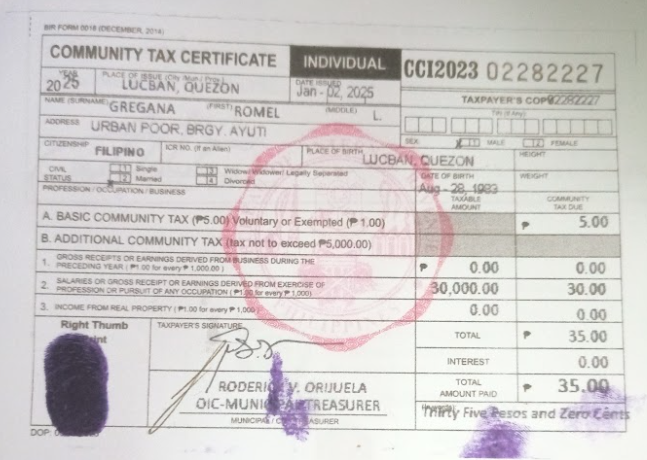 BIR FORM 0016 (DECEMBER, 2014)
COMMUNITY TAX CERTIFICATE INDIVIDUAL CCI2023 02282227
YEAR 2025 PLACE OF ISSUE (City /Mun./ Prov.) LUCBAN, QUEZON DATE ISSUED Jan - 02, 2025 TAXPAYER'S COPY 02282227
NAME (SURNAME) GREGANA (FIRST) ROMEL (MIDDLE) L. TIN (If Any)
ADDRESS URBAN POOR, BRGY. AYUTI SEX MALE FEMALE
CITIZENSHIP FILIPINO ICR NO. (If an Alien) PLACE OF BIRTH LUCBAN, QUEZON HEIGHT
CIVIL STATUS 1 Single 2 Married 3 Widow/Widower/ Legally Separated 4 Divorced DATE OF BIRTH Aug - 28, 1983 WEIGHT
PROFESSION / OCCUPATION / BUSINESS TAXABLE AMOUNT COMMUNITY TAX DUE
A. BASIC COMMUNITY TAX (₱5.00) Voluntary or Exempted (₱ 1.00) ₱ 5.00
B. ADDITIONAL COMMUNITY TAX (tax not to exceed ₱5,000.00)
1. GROSS RECEIPTS OR EARNINGS DERIVED FROM BUSINESS DURING THE PRECEDING YEAR ( ₱1.00 for every ₱ 1,000.00 ) ₱ 0.00 0.00
2. SALARIES OR GROSS RECEIPT OR EARNINGS DERIVED FROM EXERCISE OF PROFESSION OR PURSUIT OF ANY OCCUPATION ( ₱1.00 for every ₱ 1,000) 30,000.00 30.00
3. INCOME FROM REAL PROPERTY ( ₱1.00 for every ₱ 1,000) 0.00 0.00
Right Thumb TAXPAYER'S SIGNATURE TOTAL ₱ 35.00
INTEREST 0.00
RODERICK V. ORIJUELA TOTAL AMOUNT PAID ₱ 35.00
OIC-MUNICIPAL TREASURER
MUNICIPAL / CITY TREASURER Thirty Five Pesos and Zero Cents
DOP: